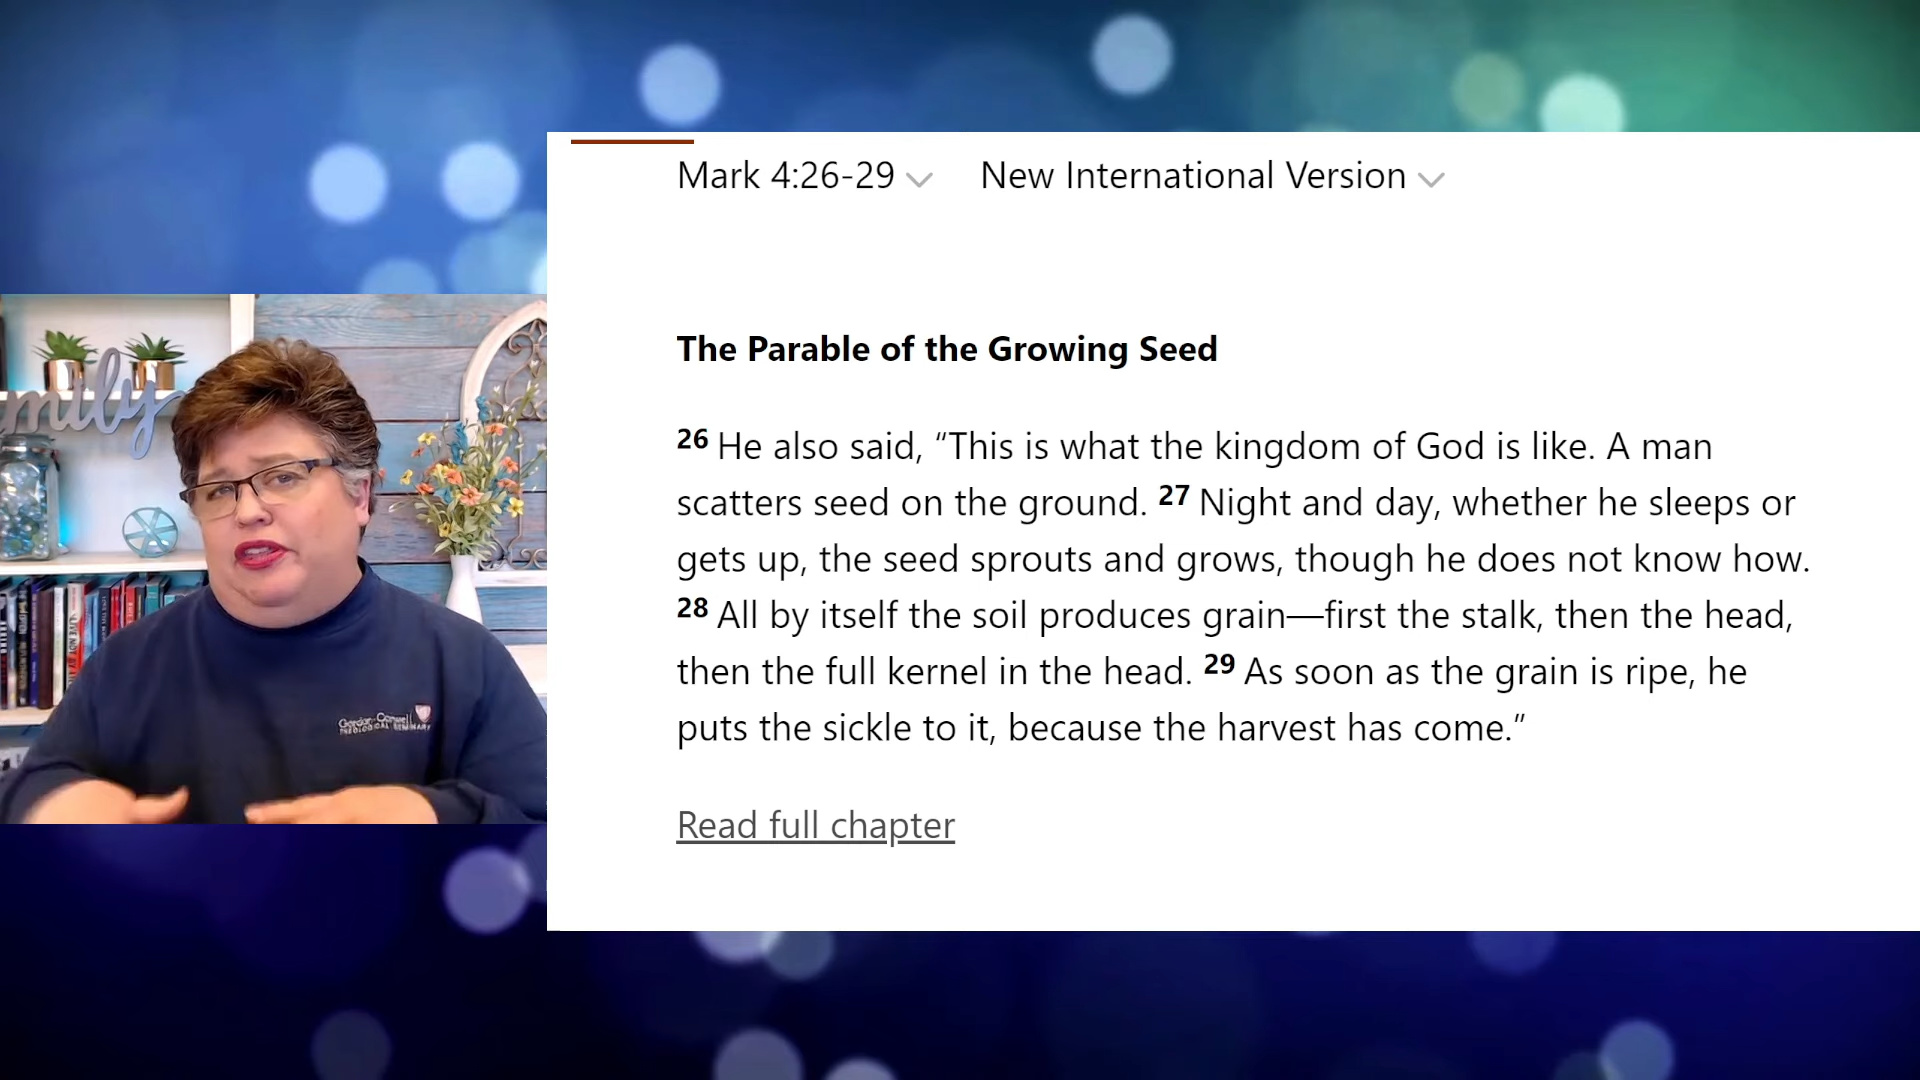 Mark 4:26-29 New International Version
The Parable of the Growing Seed
26 He also said, “This is what the kingdom of God is like. A man
scatters seed on the ground. 27 Night and day, whether he sleeps or
gets up, the seed sprouts and grows, though he does not know how.
28 All by itself the soil produces grain—first the stalk, then the head,
then the full kernel in the head. 29 As soon as the grain is ripe, he
puts the sickle to it, because the harvest has come.”
Read full chapter
mily
Gordon-Conwell
THEOLOGICAL SEMINARY